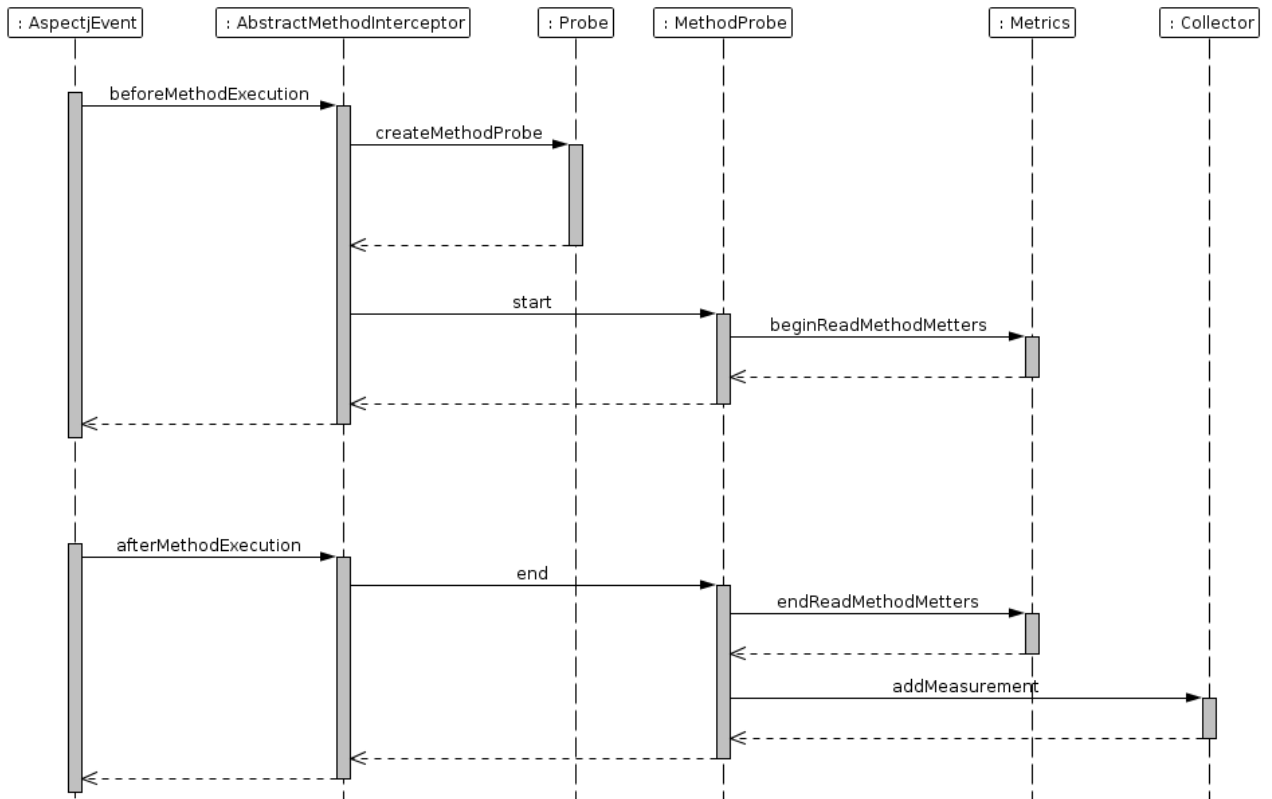 : AspectjEvent
: AbstractMethodInterceptor
: Probe
: MethodProbe
: Metrics
: Collector
beforeMethodExecution
createMethodProbe
start
beginReadMethodMetters
afterMethodExecution
end
endReadMethodMetters
addMeasurement